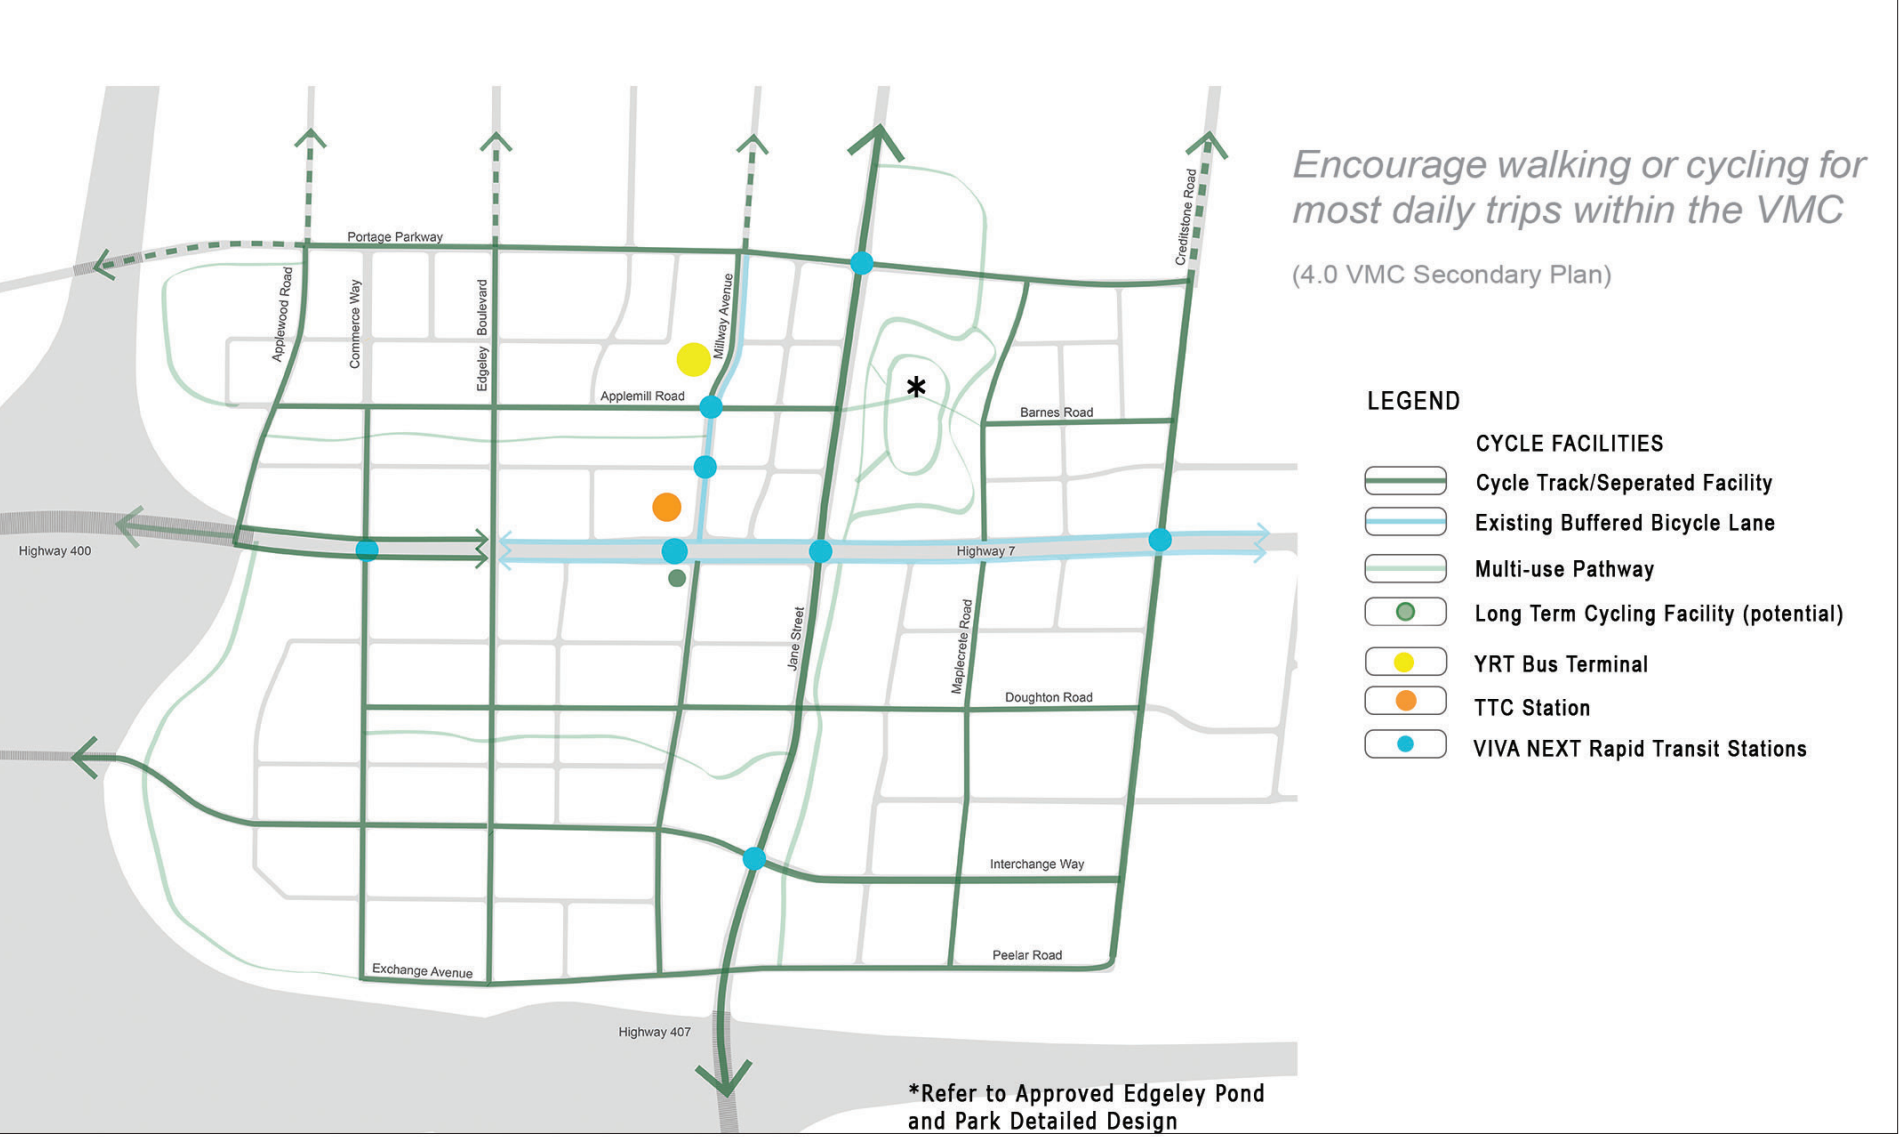 Encourage walking or cycling for
most daily trips within the VMC
(4.0 VMC Secondary Plan)
Portage Parkway
Creditstone Road
Applewood Road
Commerce Way
Edgeley Boulevard
Millway Avenue
Applemill Road
Barnes Road
Highway 400
Highway 7
Jane Street
Maplecrete Road
Doughton Road
Interchange Way
Peelar Road
Exchange Avenue
Highway 407
LEGEND
CYCLE FACILITIES
Cycle Track/Seperated Facility
Existing Buffered Bicycle Lane
Multi-use Pathway
Long Term Cycling Facility (potential)
YRT Bus Terminal
TTC Station
VIVA NEXT Rapid Transit Stations
*
*Refer to Approved Edgeley Pond
and Park Detailed Design